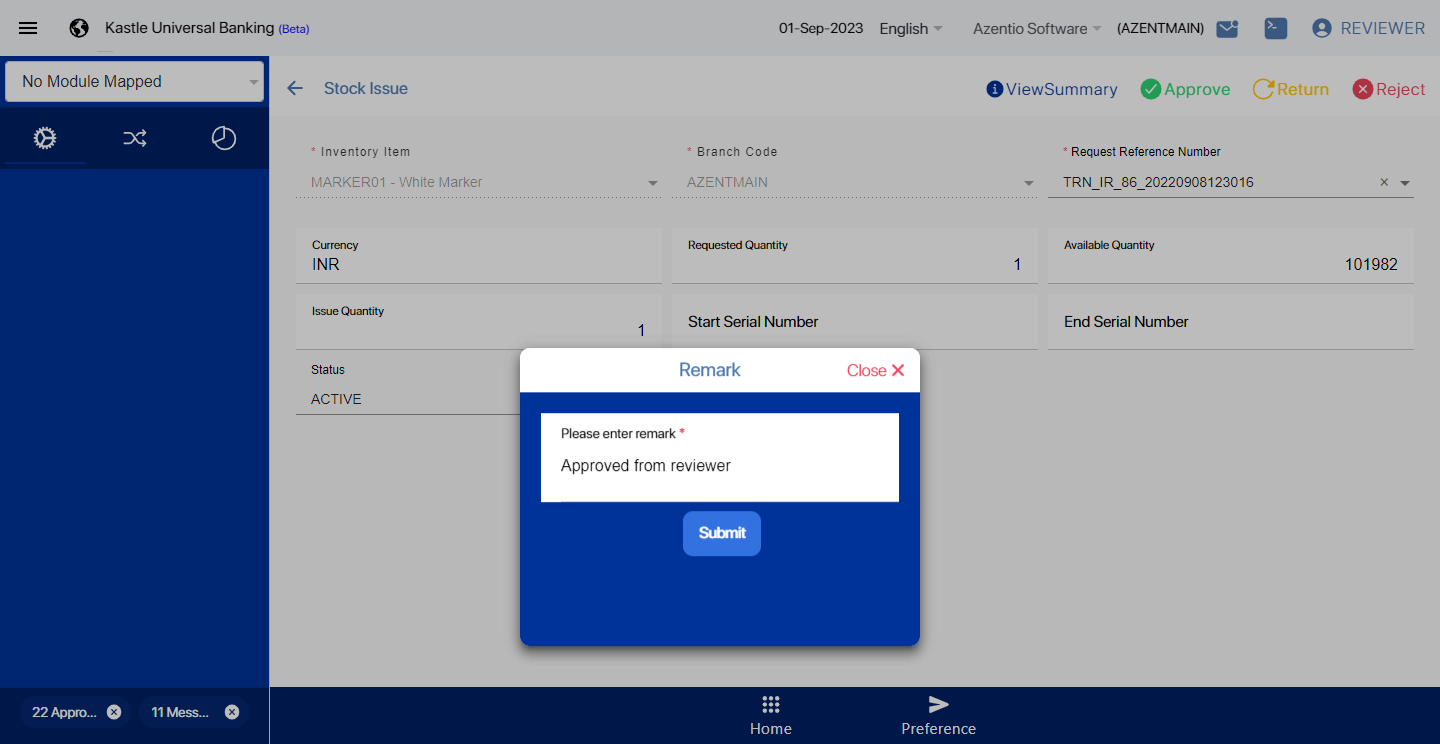 Kastle Universal Banking (Beta)
01-Sep-2023
English
Azentio Software
(AZENTMAIN)
REVIEWER
No Module Mapped
Stock Issue
ViewSummary
Approve
Return
Reject
* Inventory Item
* Branch Code
* Request Reference Number
MARKER01 - White Marker
AZENTMAIN
TRN_IR_86_20220908123016
Currency
Requested Quantity
Available Quantity
INR
1
101982
Issue Quantity
1
Start Serial Number
End Serial Number
Status
ACTIVE
Remark
Close
Please enter remark *
Approved from reviewer
Submit
22 Appro...
11 Mess...
Home
Preference